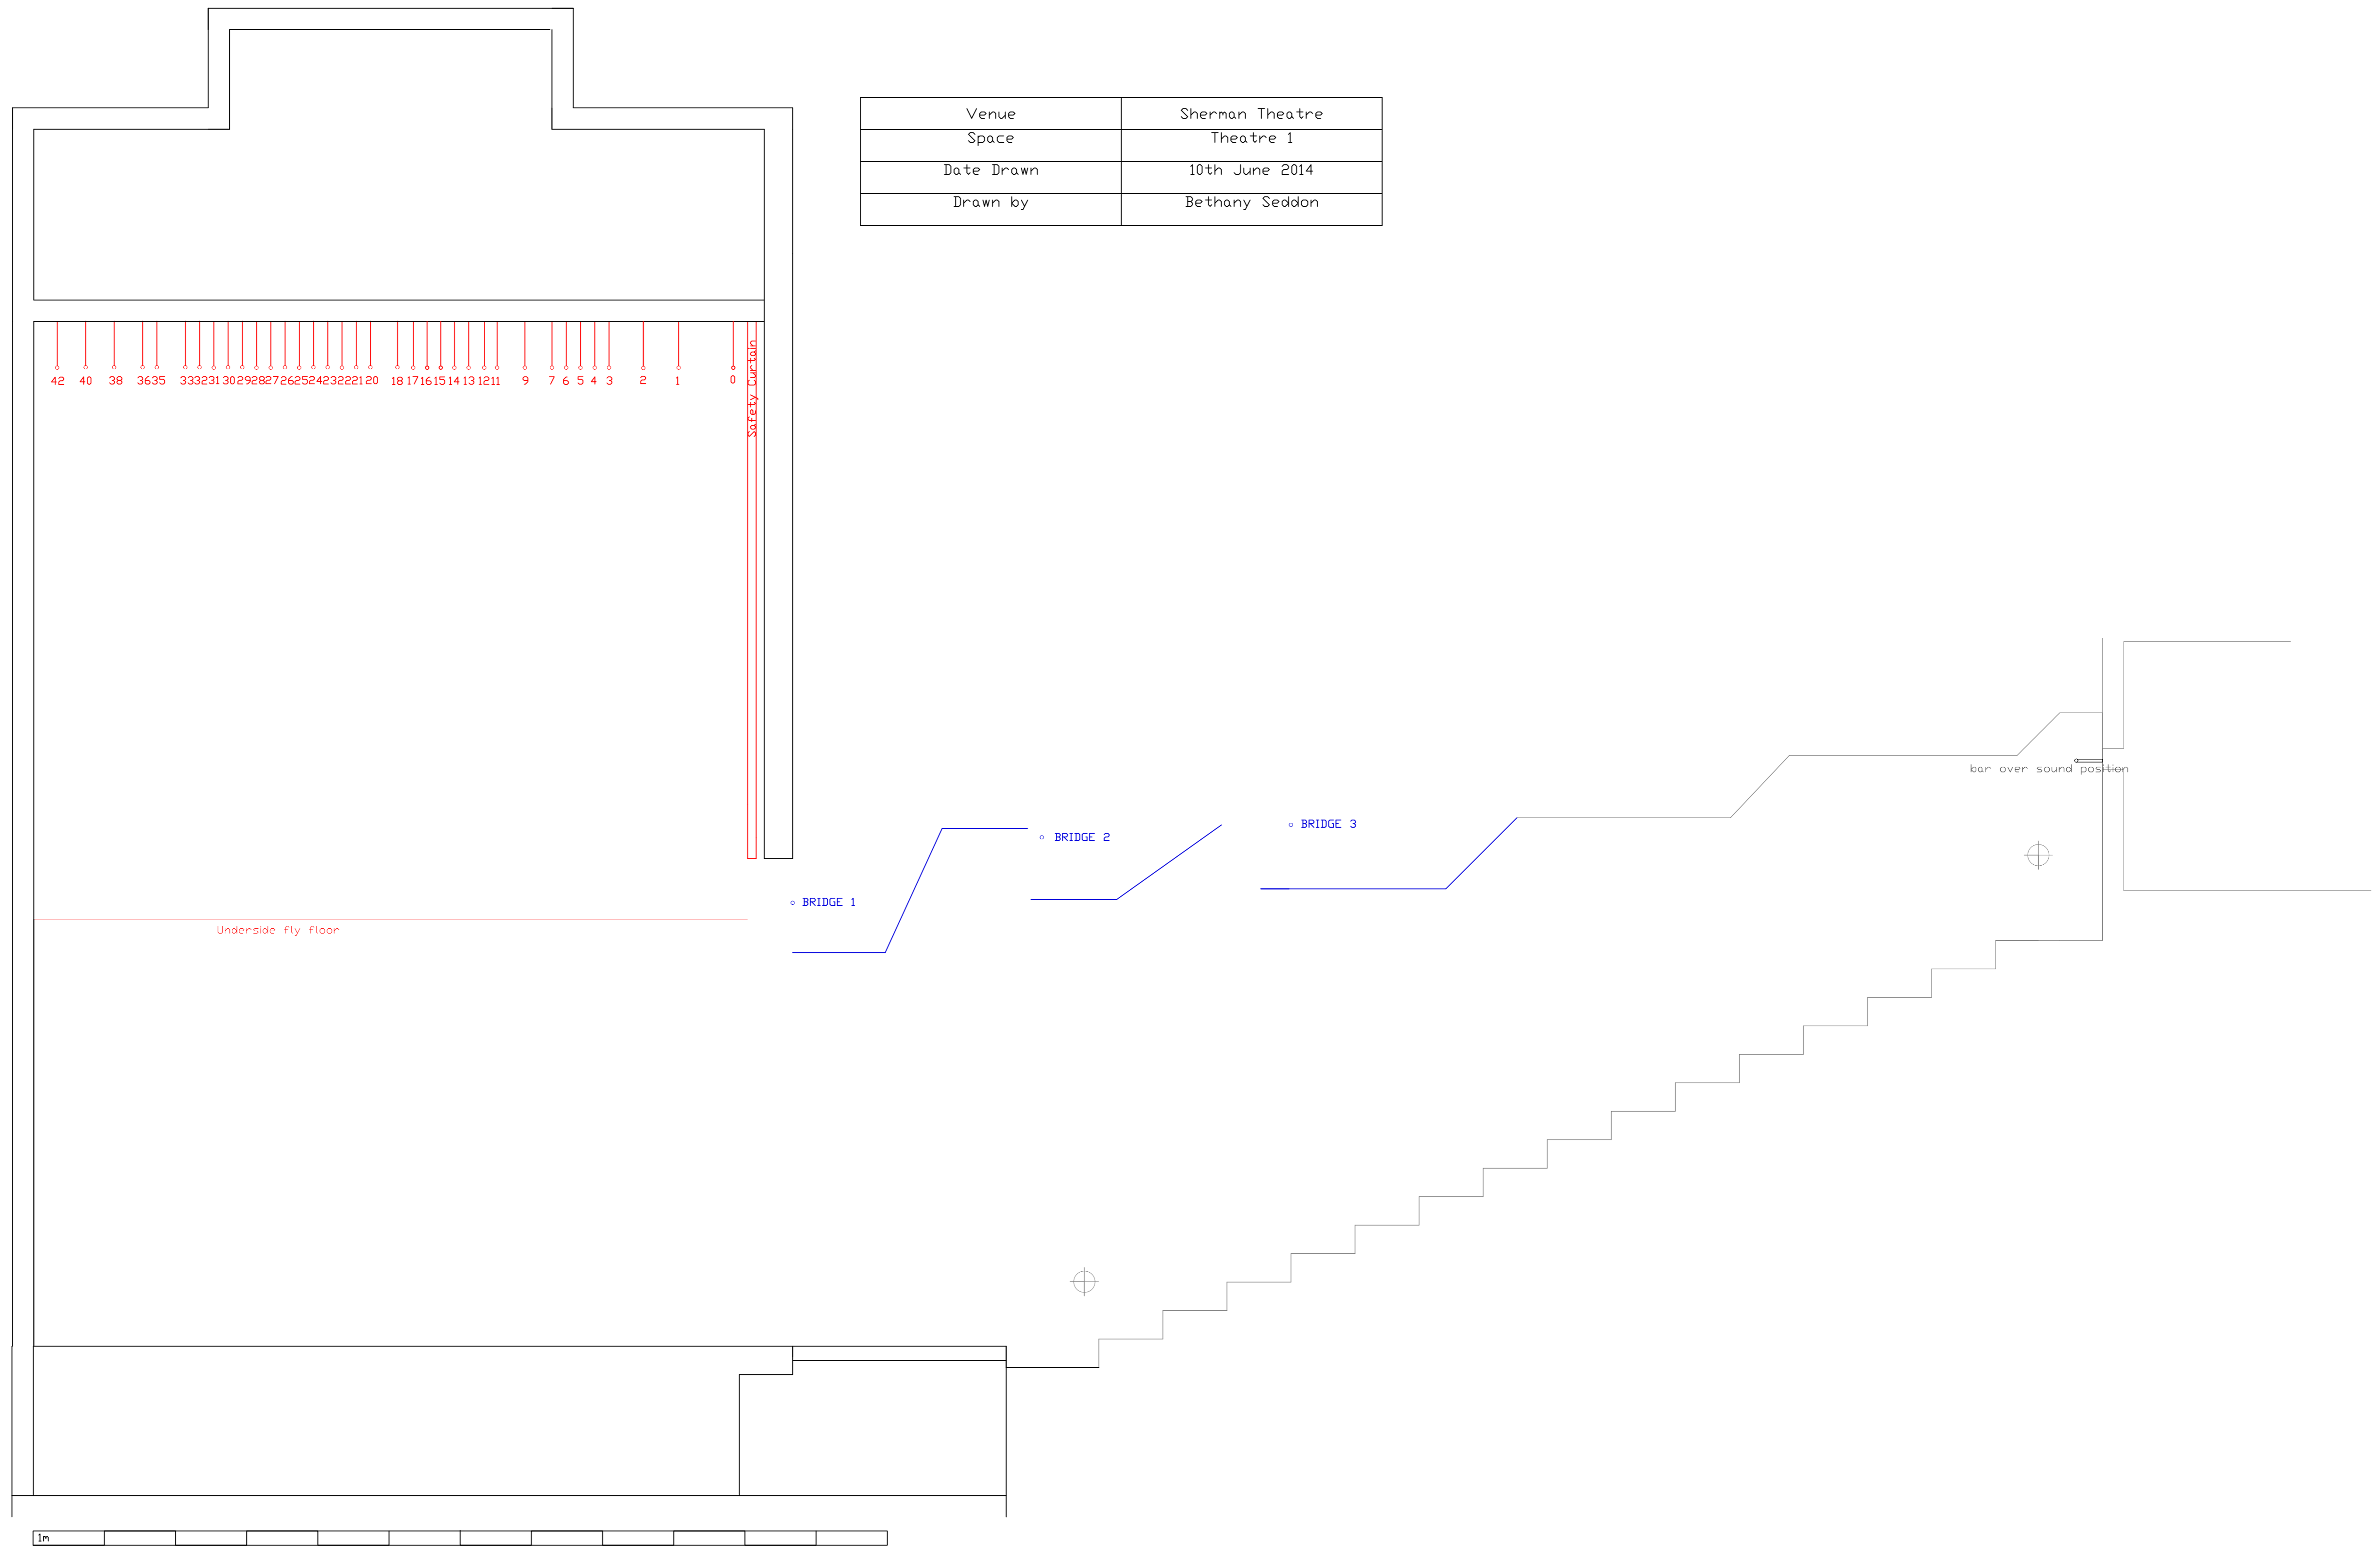 Venue Sherman Theatre
Space Theatre 1
Date Drawn 10th June 2014
Drawn by Bethany Seddon
42 40 38 36 35 33 32 31 30 29 28 27 26 25 24 23 22 21 20 18 17 16 15 14 13 12 11 9 7 6 5 4 3 2 1 0
Safety Curtain
bar over sound position
BRIDGE 3
BRIDGE 2
BRIDGE 1
Underside fly floor
1m